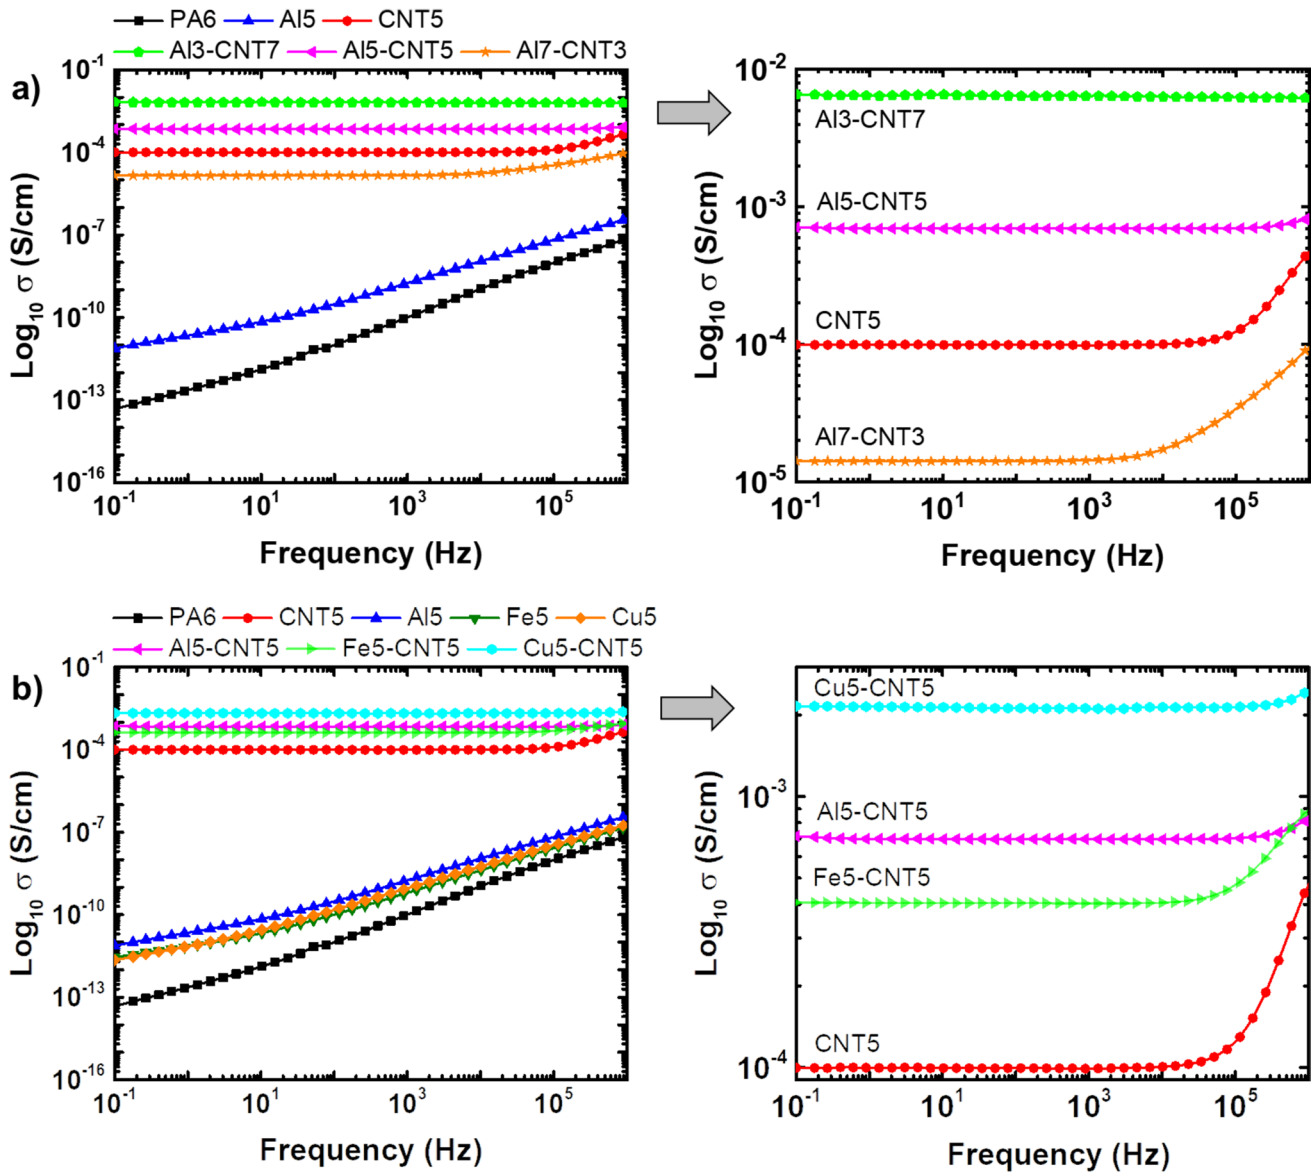 PA6 Al5 CNT5
Al3-CNT7 Al5-CNT5 Al7-CNT3
a)
Log₁₀ σ (S/cm)
10⁻¹
10⁻⁴
10⁻⁷
10⁻¹⁰
10⁻¹³
10⁻¹⁶
10⁻¹ 10¹ 10³ 10⁵
Frequency (Hz)
Log₁₀ σ (S/cm)
10⁻²
10⁻³
10⁻⁴
10⁻⁵
Al3-CNT7
Al5-CNT5
CNT5
Al7-CNT3
10⁻¹ 10¹ 10³ 10⁵
Frequency (Hz)
PA6 CNT5 Al5 Fe5 Cu5
Al5-CNT5 Fe5-CNT5 Cu5-CNT5
b)
Log₁₀ σ (S/cm)
10⁻¹
10⁻⁴
10⁻⁷
10⁻¹⁰
10⁻¹³
10⁻¹⁶
10⁻¹ 10¹ 10³ 10⁵
Frequency (Hz)
Log₁₀ σ (S/cm)
10⁻³
10⁻⁴
Cu5-CNT5
Al5-CNT5
Fe5-CNT5
CNT5
10⁻¹ 10¹ 10³ 10⁵
Frequency (Hz)